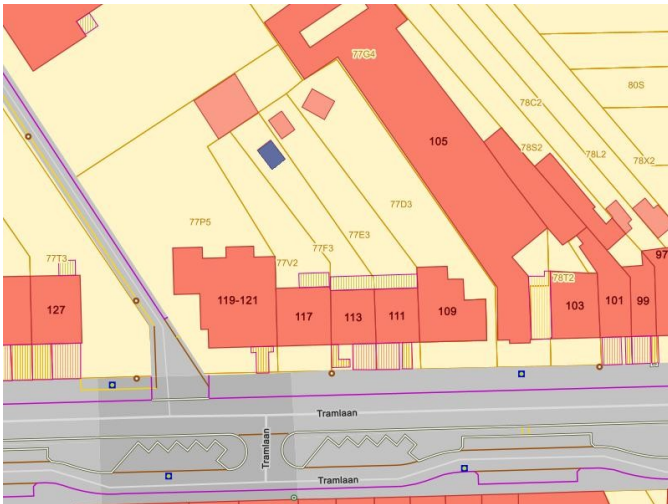 77G4
80S
78C2
105
78S2
78L2
78X2
77D3
77P5
77E3
77F3
77T3
77V2
78T2
97
119-121
127
117
113
111
109
103
101
99
Tramlaan
Tramlaan
Tramlaan